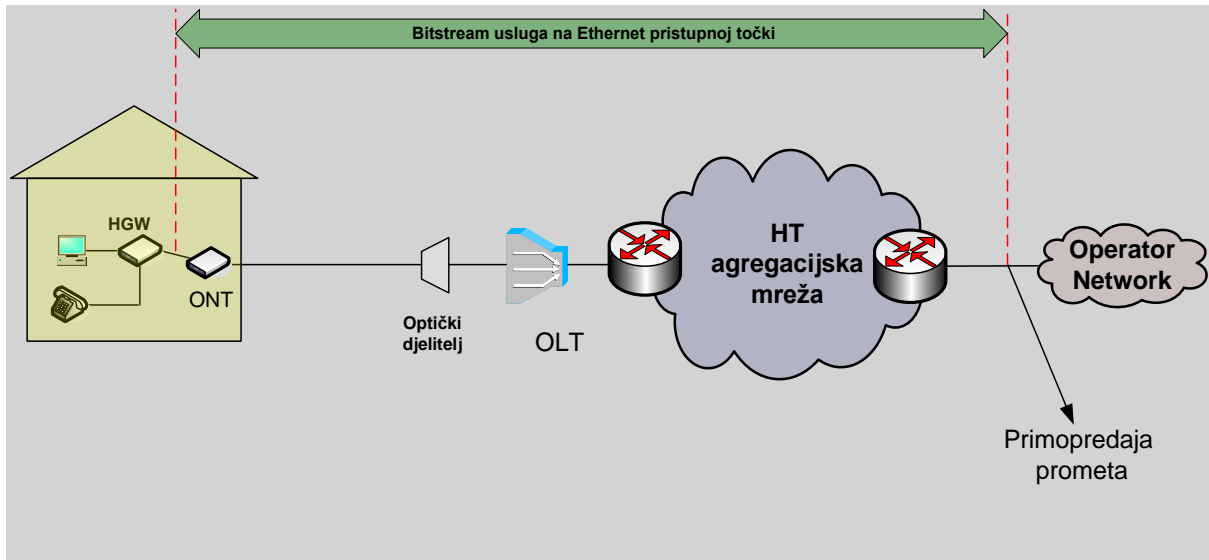 Bitstream usluga na Ethernet pristupnoj točki
HGW
ONT
Optički
djelitelj
OLT
HT
agregacijska
mreža
Operator
Network
Primopredaja
prometa